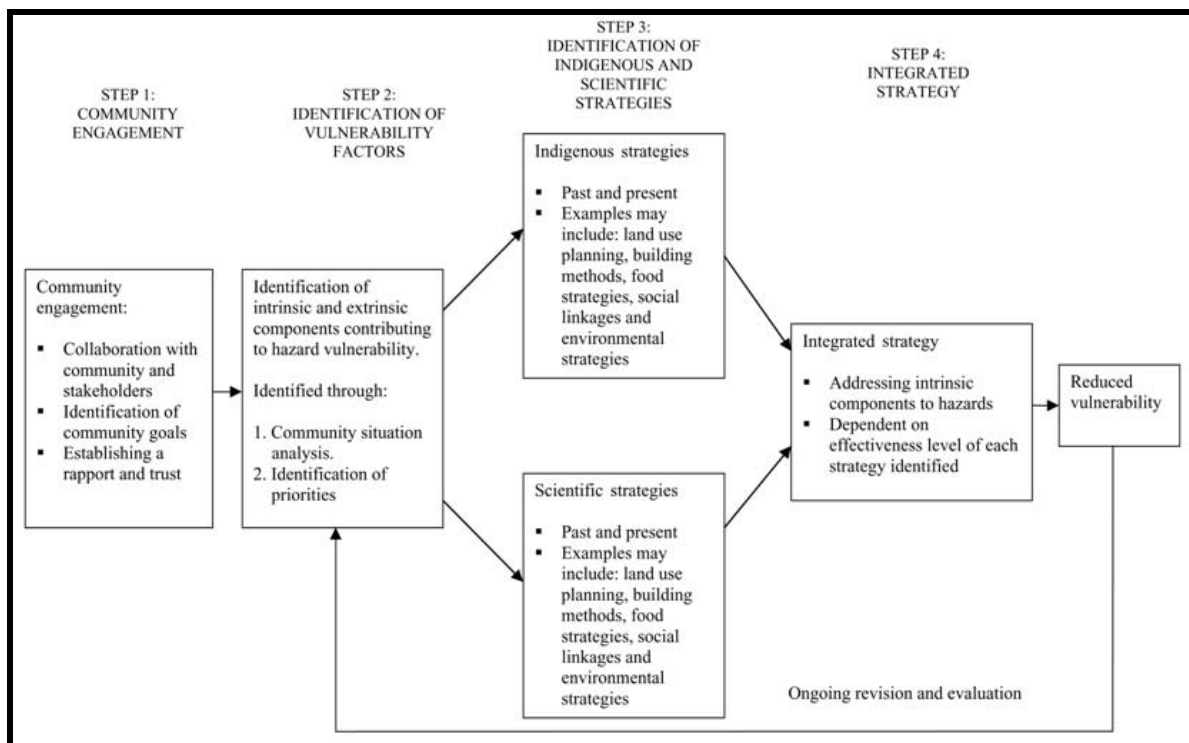 STEP 1:
COMMUNITY
ENGAGEMENT
STEP 2:
IDENTIFICATION OF
VULNERABILITY
FACTORS
STEP 3:
IDENTIFICATION OF
INDIGENOUS AND
SCIENTIFIC
STRATEGIES
STEP 4:
INTEGRATED
STRATEGY
Community
engagement:
▪ Collaboration with
community and
stakeholders
▪ Identification of
community goals
▪ Establishing a
rapport and trust
Identification of
intrinsic and extrinsic
components contributing
to hazard vulnerability.
Identified through:
1. Community situation
analysis.
2. Identification of
priorities
Indigenous strategies
▪ Past and present
▪ Examples may
include: land use
planning, building
methods, food
strategies, social
linkages and
environmental
strategies
Scientific strategies
▪ Past and present
▪ Examples may
include: land use
planning, building
methods, food
strategies, social
linkages and
environmental
strategies
Integrated strategy
▪ Addressing intrinsic
components to hazards
▪ Dependent on
effectiveness level of each
strategy identified
Reduced
vulnerability
Ongoing revision and evaluation